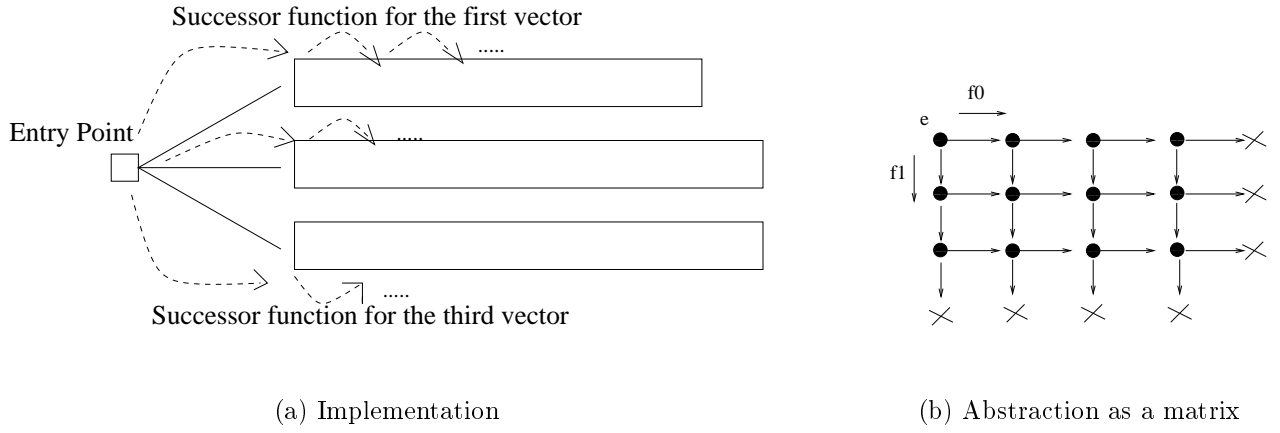 Successor function for the first vector
.....
Entry Point
.....
.....
Successor function for the third vector
f0
e
f1
(a) Implementation
(b) Abstraction as a matrix